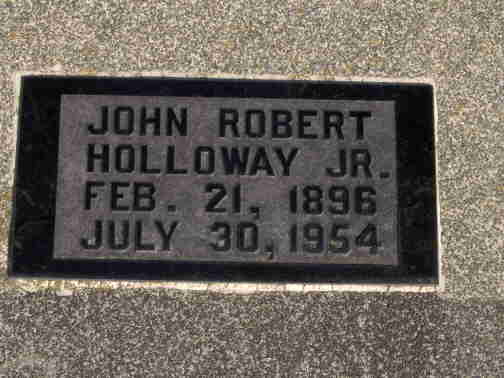 JOHN ROBERT
HOLLOWAY JR.
FEB. 21, 1896
JULY 30, 1954